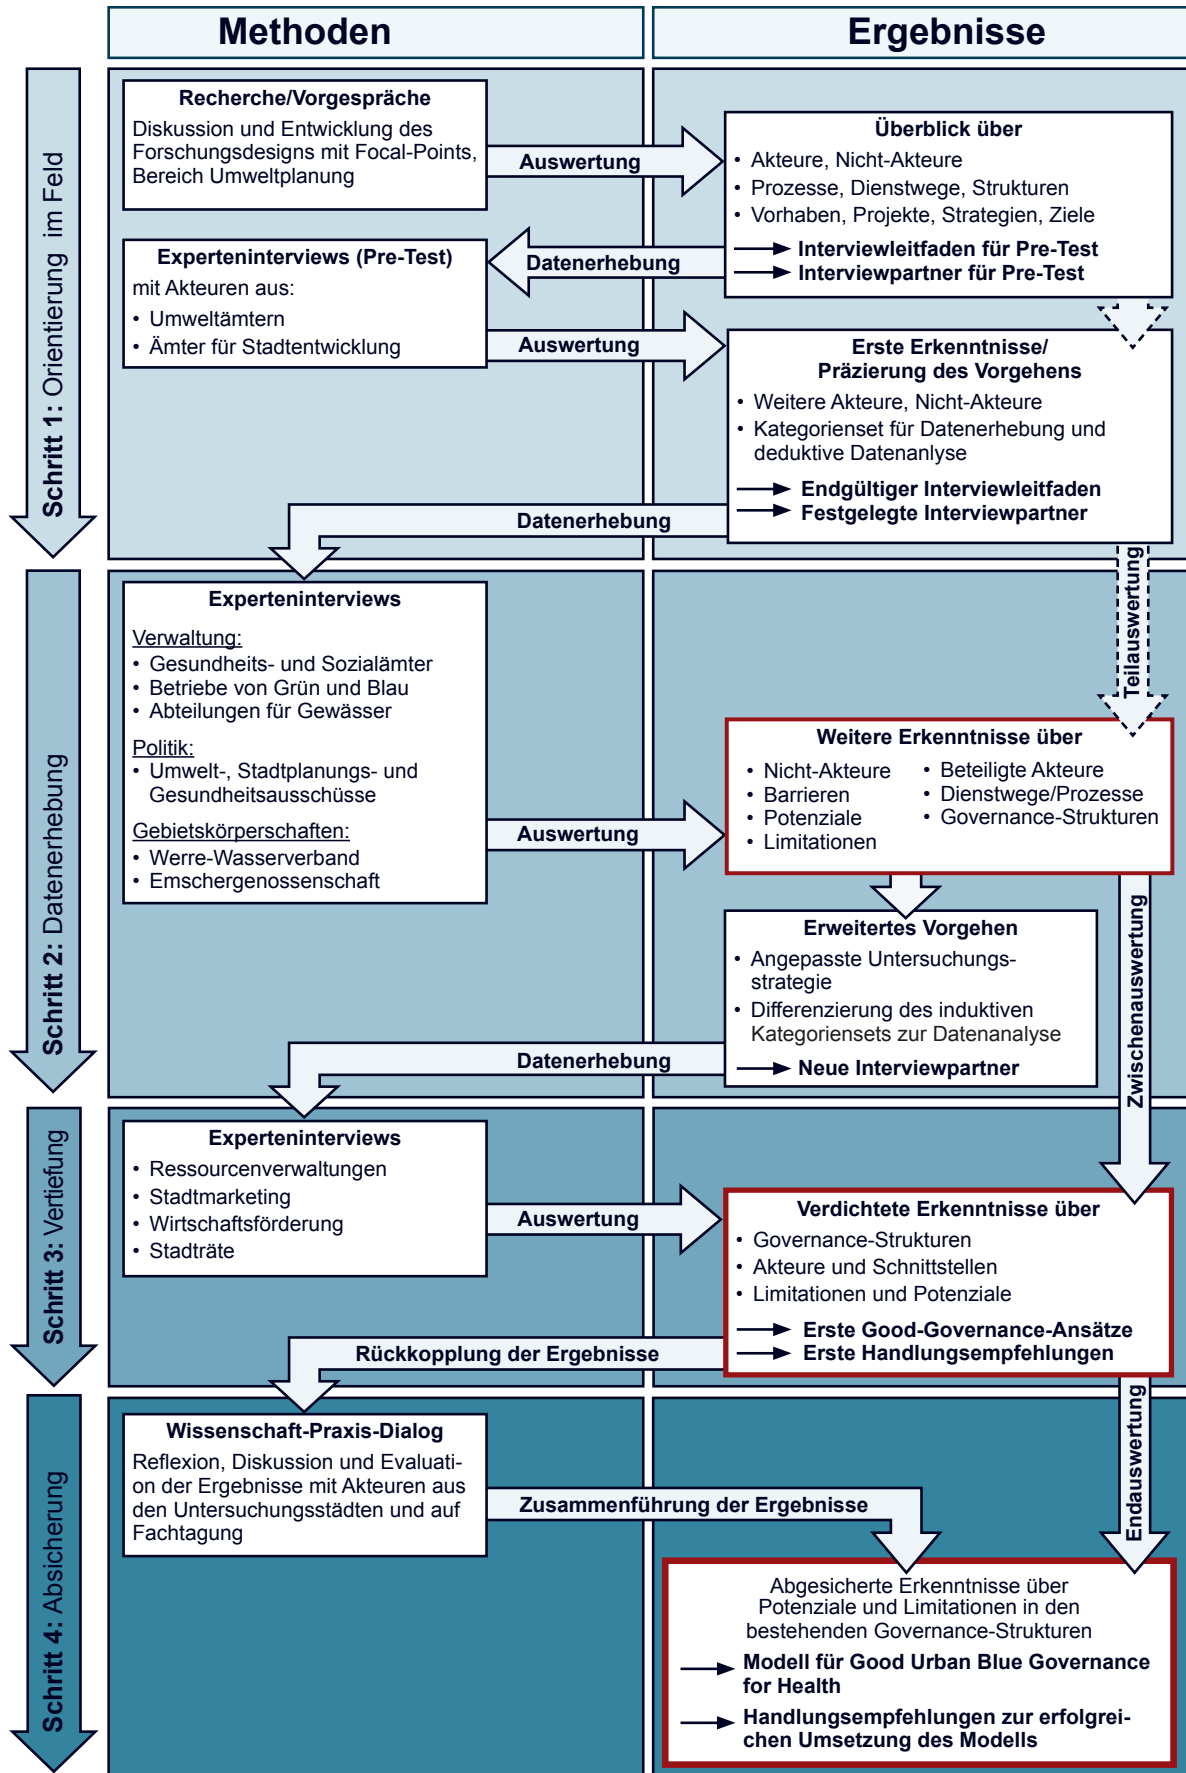 Methoden
Ergebnisse
Schritt 1: Orientierung im Feld
Recherche/Vorgespräche
Diskussion und Entwicklung des
Forschungsdesigns mit Focal-Points,
Bereich Umweltplanung
Auswertung
Überblick über
• Akteure, Nicht-Akteure
• Prozesse, Dienstwege, Strukturen
• Vorhaben, Projekte, Strategien, Ziele
Interviewleitfaden für Pre-Test
Interviewpartner für Pre-Test
Datenerhebung
Experteninterviews (Pre-Test)
mit Akteuren aus:
• Umweltämtern
• Ämter für Stadtentwicklung
Auswertung
Erste Erkenntnisse/
Präzierung des Vorgehens
• Weitere Akteure, Nicht-Akteure
• Kategorienset für Datenerhebung und
deduktive Datenanlyse
Endgültiger Interviewleitfaden
Festgelegte Interviewpartner
Datenerhebung
Teilauswertung
Schritt 2: Datenerhebung
Experteninterviews
Verwaltung:
• Gesundheits- und Sozialämter
• Betriebe von Grün und Blau
• Abteilungen für Gewässer
Politik:
• Umwelt-, Stadtplanungs- und
Gesundheitsausschüsse
Gebietskörperschaften:
• Werre-Wasserverband
• Emschergenossenschaft
Auswertung
Weitere Erkenntnisse über
• Nicht-Akteure
• Barrieren
• Potenziale
• Limitationen
• Beteiligte Akteure
• Dienstwege/Prozesse
• Governance-Strukturen
Zwischenauswertung
Erweitertes Vorgehen
• Angepasste Untersuchungs-
strategie
• Differenzierung des induktiven
Kategoriensets zur Datenanalyse
Neue Interviewpartner
Datenerhebung
Schritt 3: Vertiefung
Experteninterviews
• Ressourcenverwaltungen
• Stadtmarketing
• Wirtschaftsförderung
• Stadträte
Auswertung
Verdichtete Erkenntnisse über
• Governance-Strukturen
• Akteure und Schnittstellen
• Limitationen und Potenziale
Erste Good-Governance-Ansätze
Erste Handlungsempfehlungen
Rückkopplung der Ergebnisse
Endauswertung
Schritt 4: Absicherung
Wissenschaft-Praxis-Dialog
Reflexion, Diskussion und Evaluati-
on der Ergebnisse mit Akteuren aus
den Untersuchungsstädten und auf
Fachtagung
Zusammenführung der Ergebnisse
Abgesicherte Erkenntnisse über
Potenziale und Limitationen in den
bestehenden Governance-Strukturen
Modell für Good Urban Blue Governance
for Health
Handlungsempfehlungen zur erfolgrei-
chen Umsetzung des Modells